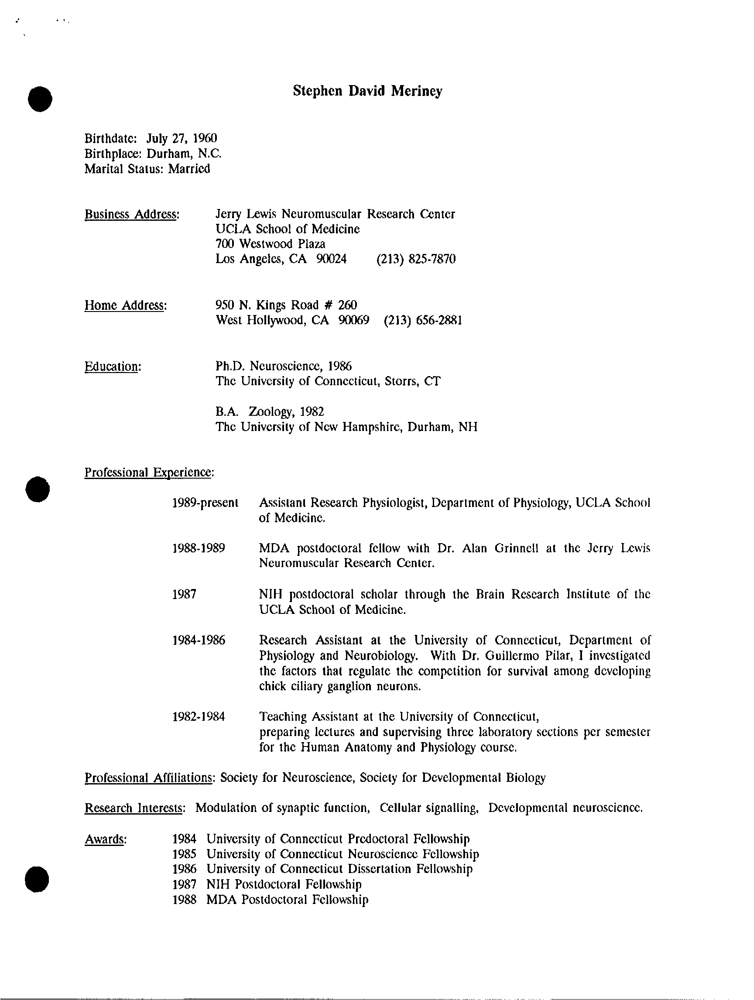 Stephen David Meriney
Birthdate: July 27, 1960
Birthplace: Durham, N.C.
Marital Status: Married
Business Address: Jerry Lewis Neuromuscular Research Center
UCLA School of Medicine
700 Westwood Plaza
Los Angeles, CA 90024 (213) 825-7870
Home Address: 950 N. Kings Road # 260
West Hollywood, CA 90069 (213) 656-2881
Education: Ph.D. Neuroscience, 1986
The University of Connecticut, Storrs, CT
B.A. Zoology, 1982
The University of New Hampshire, Durham, NH
Professional Experience:
1989-present Assistant Research Physiologist, Department of Physiology, UCLA School
of Medicine.
1988-1989 MDA postdoctoral fellow with Dr. Alan Grinnell at the Jerry Lewis
Neuromuscular Research Center.
1987 NIH postdoctoral scholar through the Brain Research Institute of the
UCLA School of Medicine.
1984-1986 Research Assistant at the University of Connecticut, Department of
Physiology and Neurobiology. With Dr. Guillermo Pilar, I investigated
the factors that regulate the competition for survival among developing
chick ciliary ganglion neurons.
1982-1984 Teaching Assistant at the University of Connecticut,
preparing lectures and supervising three laboratory sections per semester
for the Human Anatomy and Physiology course.
Professional Affiliations: Society for Neuroscience, Society for Developmental Biology
Research Interests: Modulation of synaptic function, Cellular signalling, Developmental neuroscience.
Awards: 1984 University of Connecticut Predoctoral Fellowship
1985 University of Connecticut Neuroscience Fellowship
1986 University of Connecticut Dissertation Fellowship
1987 NIH Postdoctoral Fellowship
1988 MDA Postdoctoral Fellowship